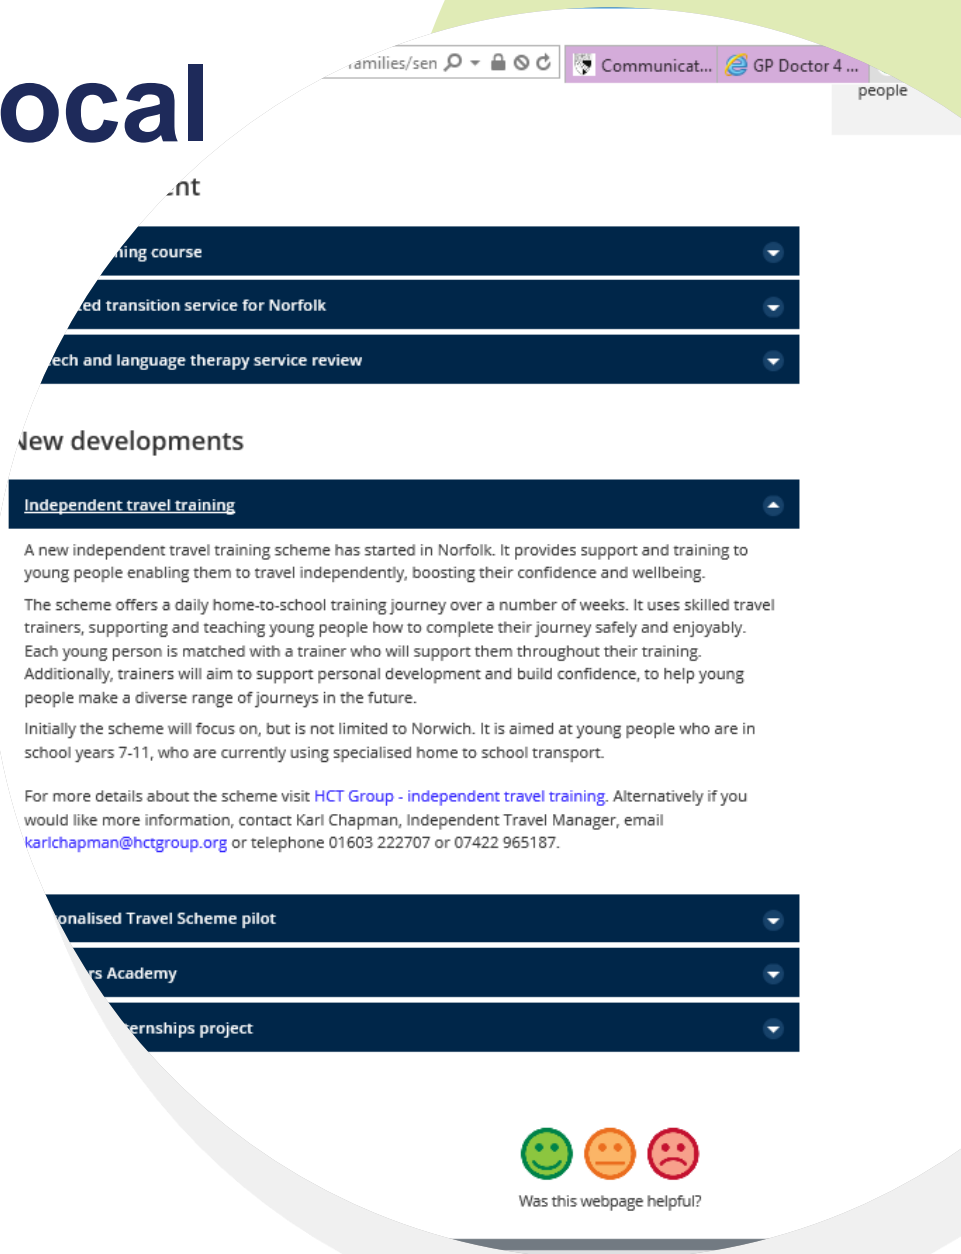 families/sen
Communicat...
GP Doctor 4 ...
people
ocal
course
transition service for Norfolk
and language therapy service review
New developments
Independent travel training
A new independent travel training scheme has started in Norfolk. It provides support and training to
young people enabling them to travel independently, boosting their confidence and wellbeing.
The scheme offers a daily home-to-school training journey over a number of weeks. It uses skilled travel
trainers, supporting and teaching young people how to complete their journey safely and enjoyably.
Each young person is matched with a trainer who will support them throughout their training.
Additionally, trainers will aim to support personal development and build confidence, to help young
people make a diverse range of journeys in the future.
Initially the scheme will focus on, but is not limited to Norwich. It is aimed at young people who are in
school years 7-11, who are currently using specialised home to school transport.
For more details about the scheme visit HCT Group - independent travel training. Alternatively if you
would like more information, contact Karl Chapman, Independent Travel Manager, email
karlchapman@hctgroup.org or telephone 01603 222707 or 07422 965187.
onalised Travel Scheme pilot
rs Academy
ernships project
Was this webpage helpful?